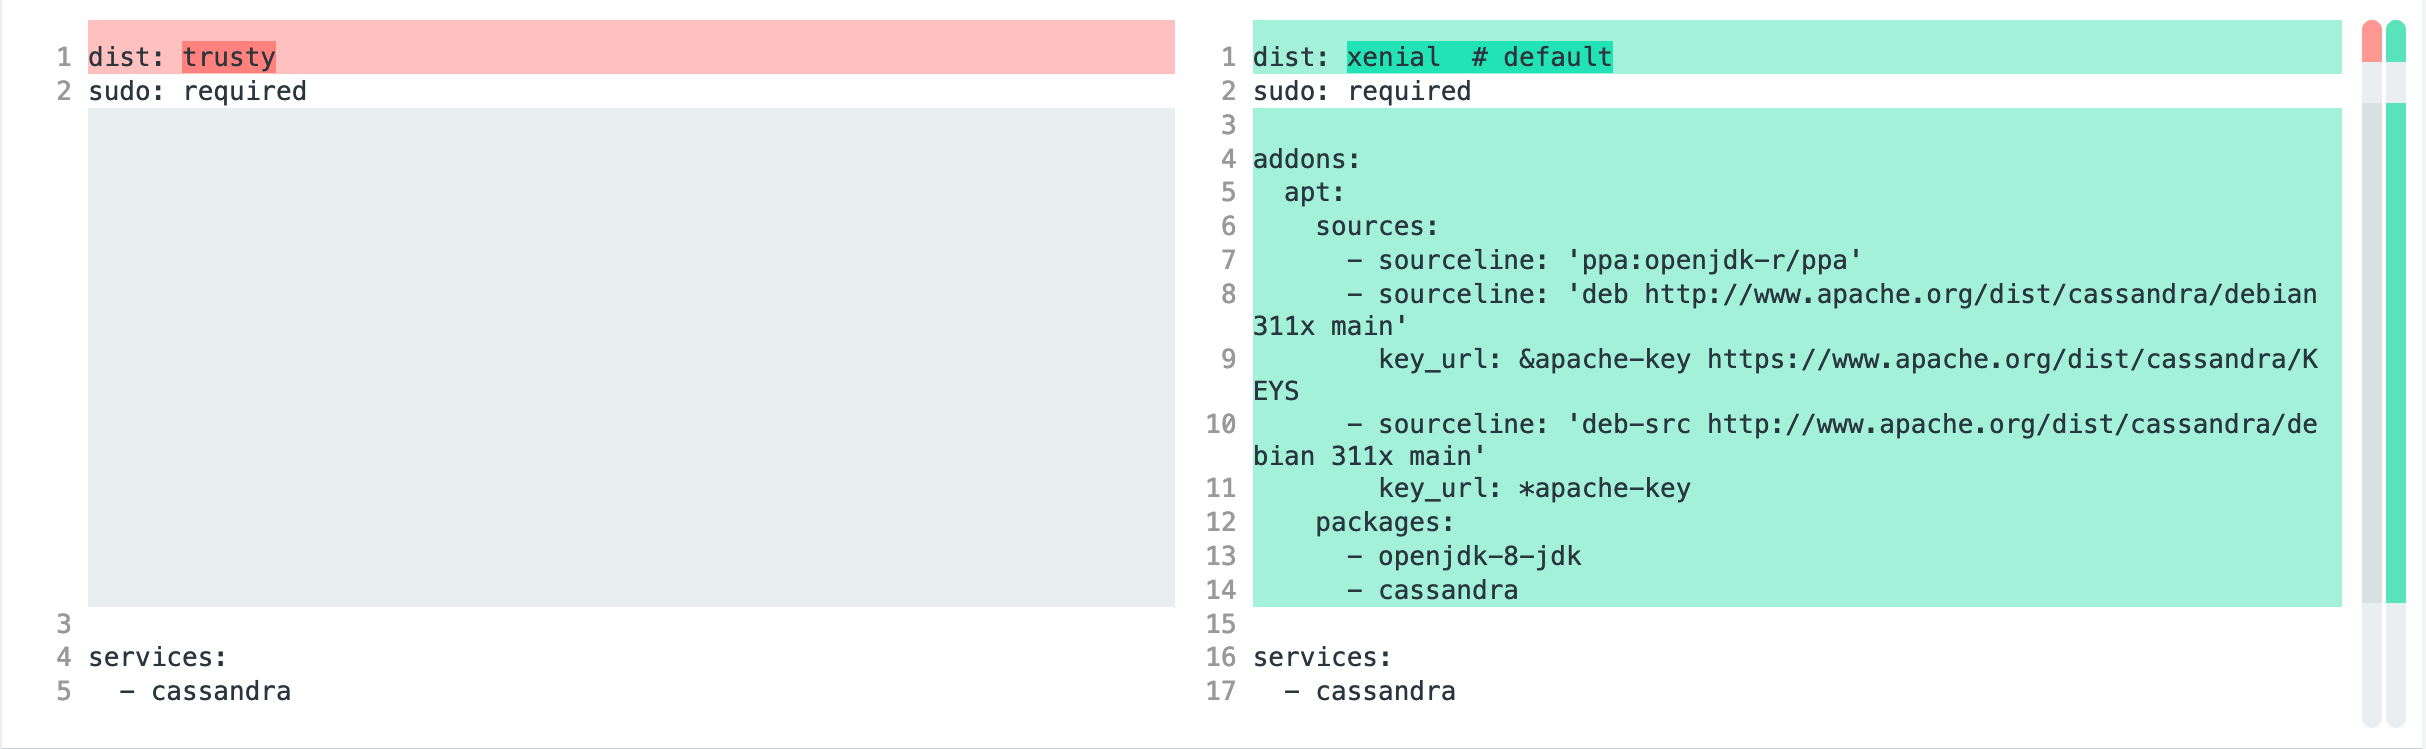 1 dist: trusty
2 sudo: required
3
4 services:
5   - cassandra
1 dist: xenial  # default
2 sudo: required
3
4 addons:
5   apt:
6     sources:
7       - sourceline: 'ppa:openjdk-r/ppa'
8       - sourceline: 'deb http://www.apache.org/dist/cassandra/debian
311x main'
9         key_url: &apache-key https://www.apache.org/dist/cassandra/K
EYS
10       - sourceline: 'deb-src http://www.apache.org/dist/cassandra/de
bian 311x main'
11         key_url: *apache-key
12     packages:
13       - openjdk-8-jdk
14       - cassandra
15
16 services:
17   - cassandra